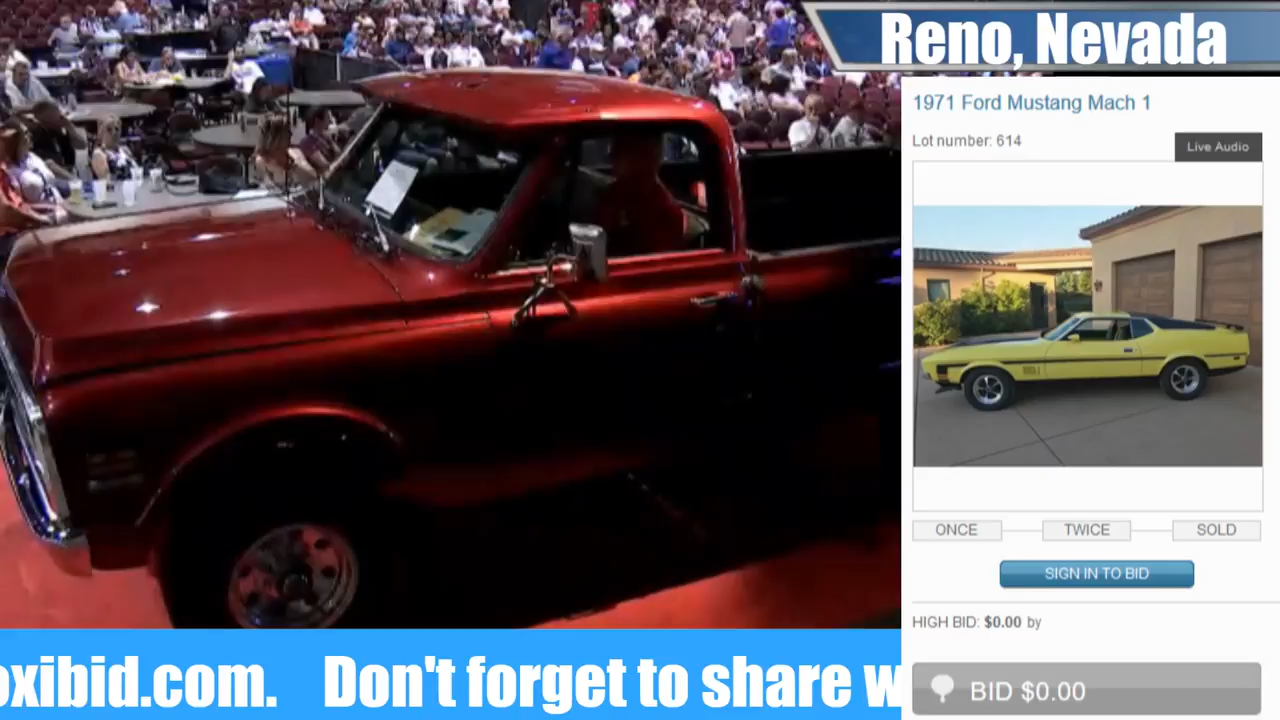 Reno, Nevada
1971 Ford Mustang Mach 1
Lot number: 614
Live Audio
ONCE
TWICE
SOLD
SIGN IN TO BID
HIGH BID: $0.00 by
BID $0.00
oxibid.com. Don't forget to share w